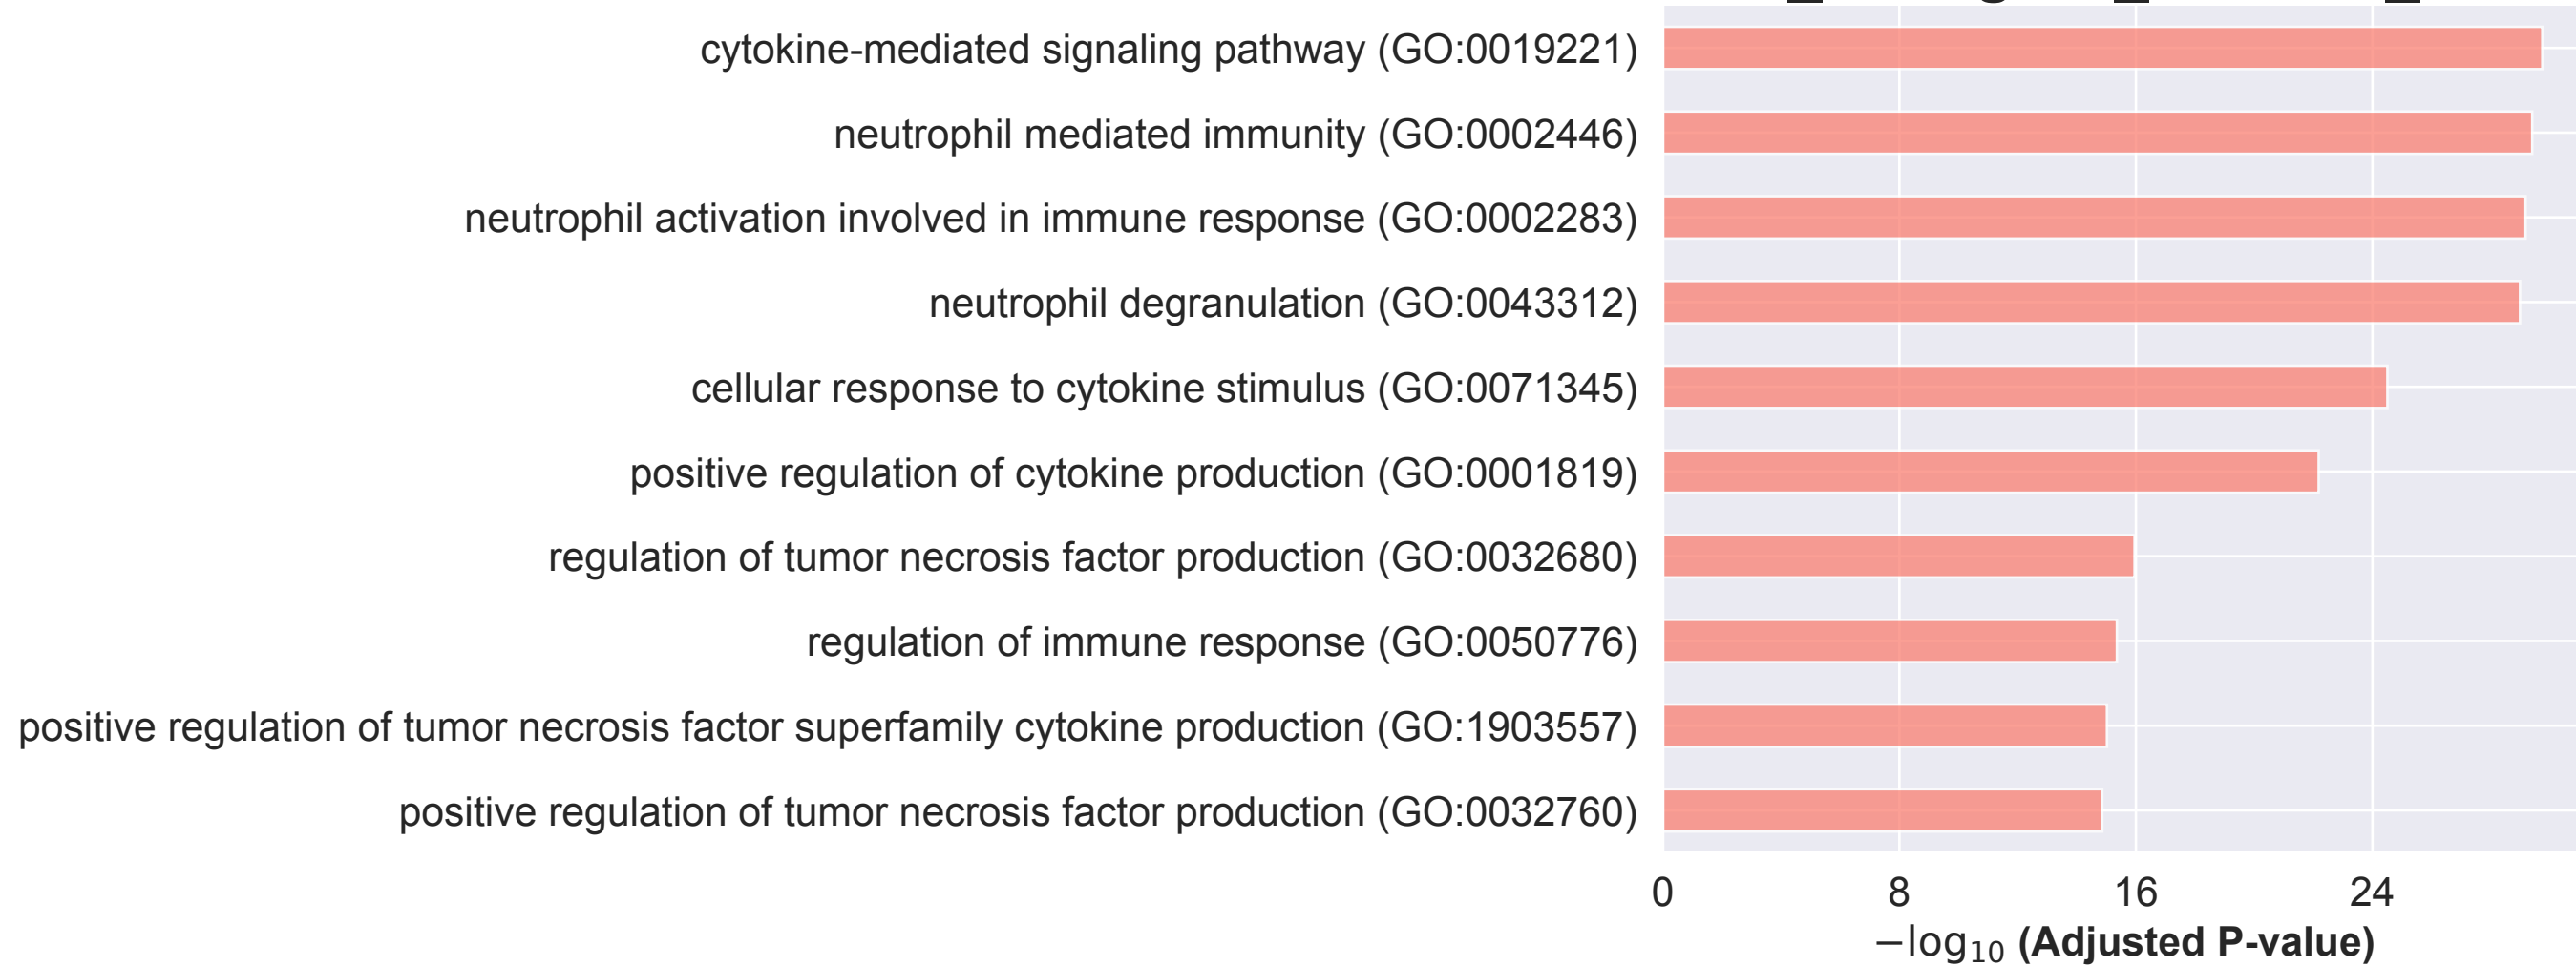 cytokine-mediated signaling pathway (GO:0019221)
neutrophil mediated immunity (GO:0002446)
neutrophil activation involved in immune response (GO:0002283)
neutrophil degranulation (GO:0043312)
cellular response to cytokine stimulus (GO:0071345)
positive regulation of cytokine production (GO:0001819)
regulation of tumor necrosis factor production (GO:0032680)
regulation of immune response (GO:0050776)
positive regulation of tumor necrosis factor superfamily cytokine production (GO:1903557)
positive regulation of tumor necrosis factor production (GO:0032760)
0 8 16 24
−log₁₀ (Adjusted P-value)